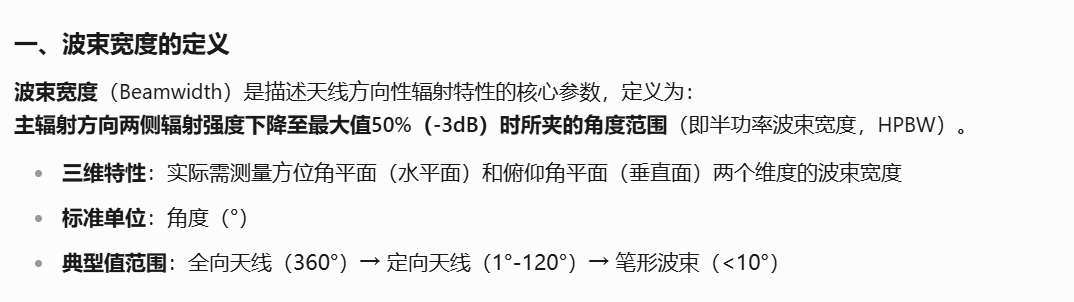 一、波束宽度的定义
波束宽度（Beamwidth）是描述天线方向性辐射特性的核心参数，定义为：
主辐射方向两侧辐射强度下降至最大值50%（-3dB）时所夹的角度范围（即半功率波束宽度，HPBW）。
• 三维特性：实际需测量方位角平面（水平面）和俯仰角平面（垂直面）两个维度的波束宽度
• 标准单位：角度（°）
• 典型值范围：全向天线（360°）→ 定向天线（1°-120°）→ 笔形波束（<10°）